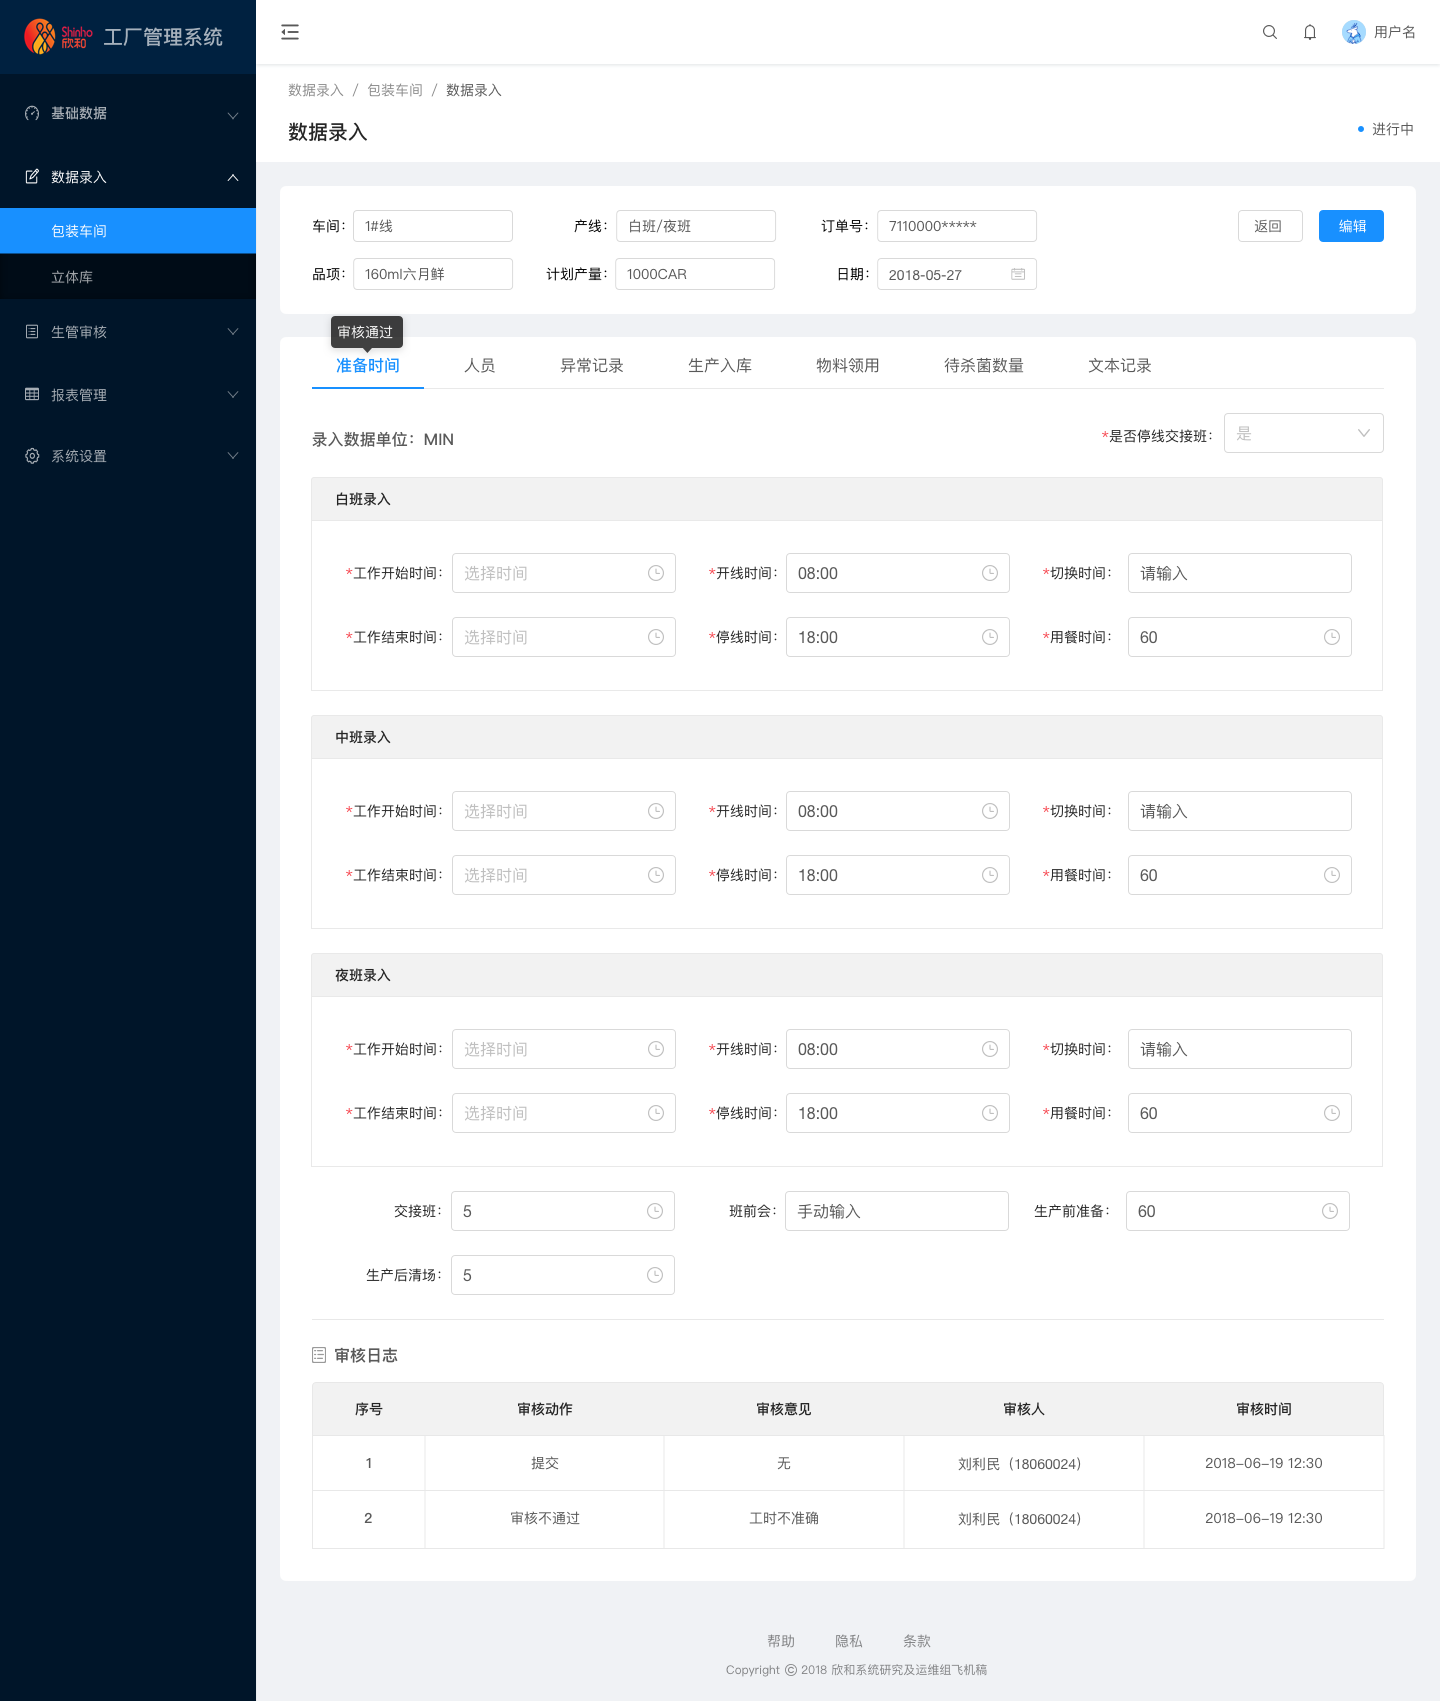 Shinho 欣和 工厂管理系统
用户名
基础数据
数据录入
包装车间
立体库
生管审核
报表管理
系统设置
数据录入 / 包装车间 / 数据录入
数据录入
进行中
车间： 1#线 产线： 白班/夜班 订单号： 7110000***** 返回 编辑
品项： 160ml六月鲜 计划产量： 1000CAR 日期： 2018-05-27
审核通过
准备时间 人员 异常记录 生产入库 物料领用 待杀菌数量 文本记录
录入数据单位：MIN *是否停线交接班： 是
白班录入
*工作开始时间： 选择时间 *开线时间： 08:00 *切换时间： 请输入
*工作结束时间： 选择时间 *停线时间： 18:00 *用餐时间： 60
中班录入
*工作开始时间： 选择时间 *开线时间： 08:00 *切换时间： 请输入
*工作结束时间： 选择时间 *停线时间： 18:00 *用餐时间： 60
夜班录入
*工作开始时间： 选择时间 *开线时间： 08:00 *切换时间： 请输入
*工作结束时间： 选择时间 *停线时间： 18:00 *用餐时间： 60
交接班： 5 班前会： 手动输入 生产前准备： 60
生产后清场： 5
审核日志
序号 审核动作 审核意见 审核人 审核时间
1 提交 无 刘利民（18060024） 2018-06-19 12:30
2 审核不通过 工时不准确 刘利民（18060024） 2018-06-19 12:30
帮助 隐私 条款
Copyright © 2018 欣和系统研究及运维组飞机稿